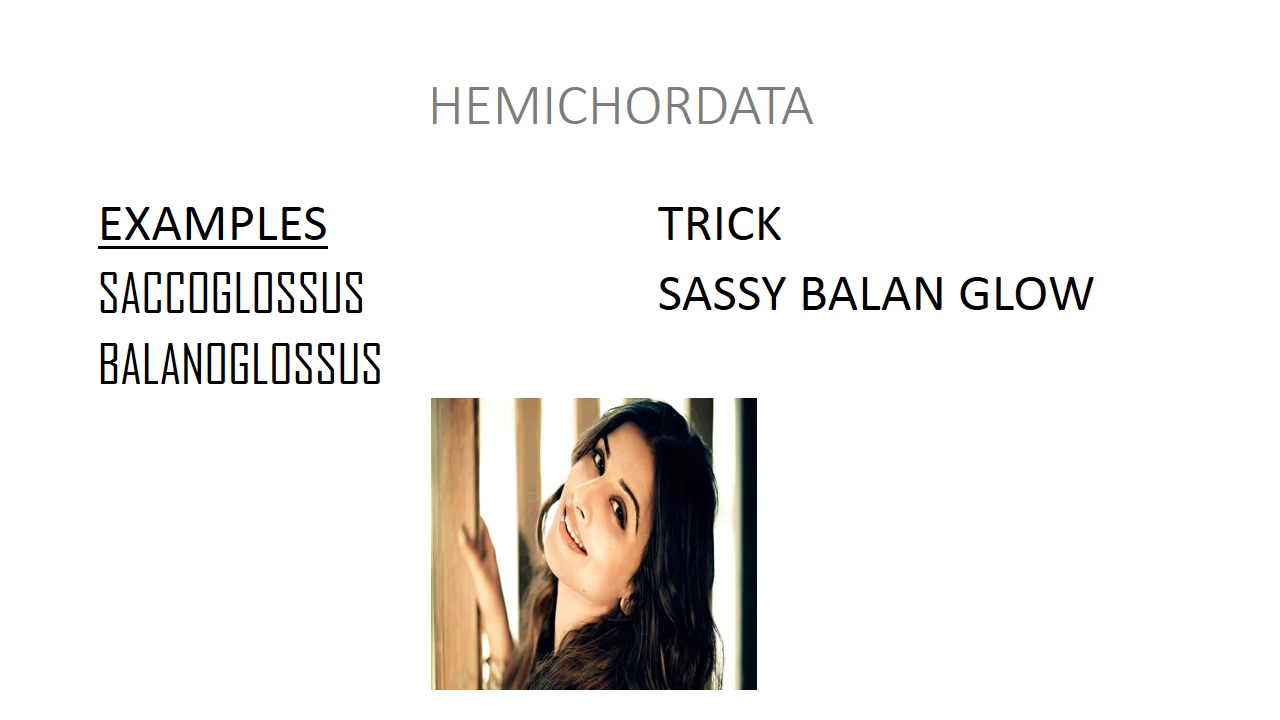 HEMICHORDATA
EXAMPLES
SACCOGLOSSUS
BALANOGLOSSUS
TRICK
SASSY BALAN GLOW